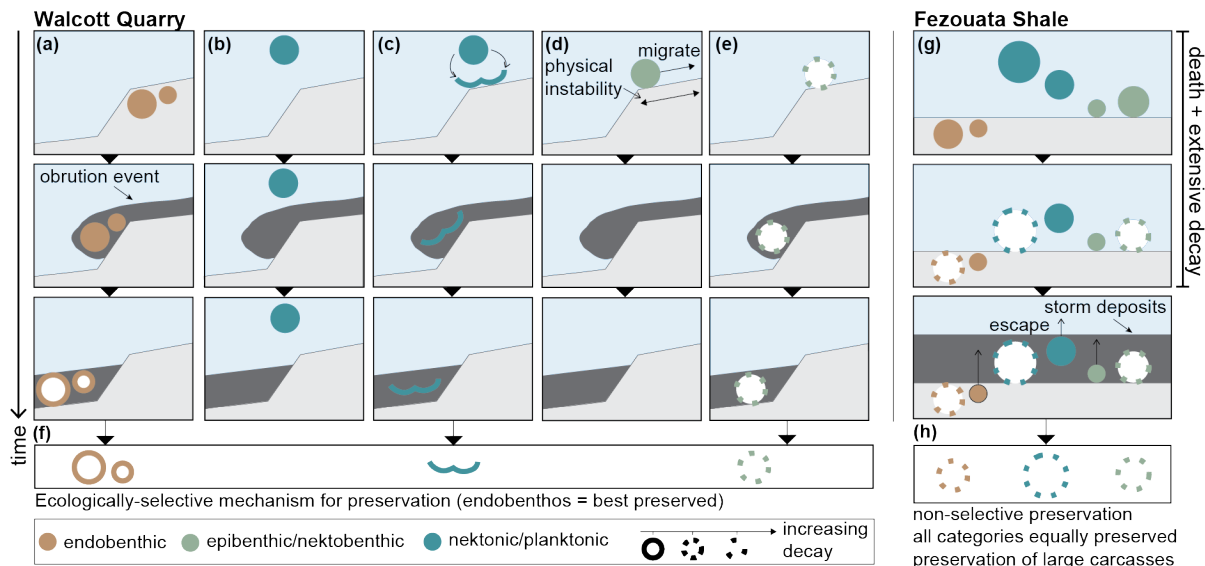 Walcott Quarry
Fezouata Shale
(a)
(b)
(c)
(d)
migrate
physical
instability
(e)
(g)
death + extensive decay
obrution event
storm deposits
escape
time
(f)
(h)
Ecologically-selective mechanism for preservation (endobenthos = best preserved)
non-selective preservation
all categories equally preserved
preservation of large carcasses
endobenthic
epibenthic/nektobenthic
nektonic/planktonic
increasing
decay